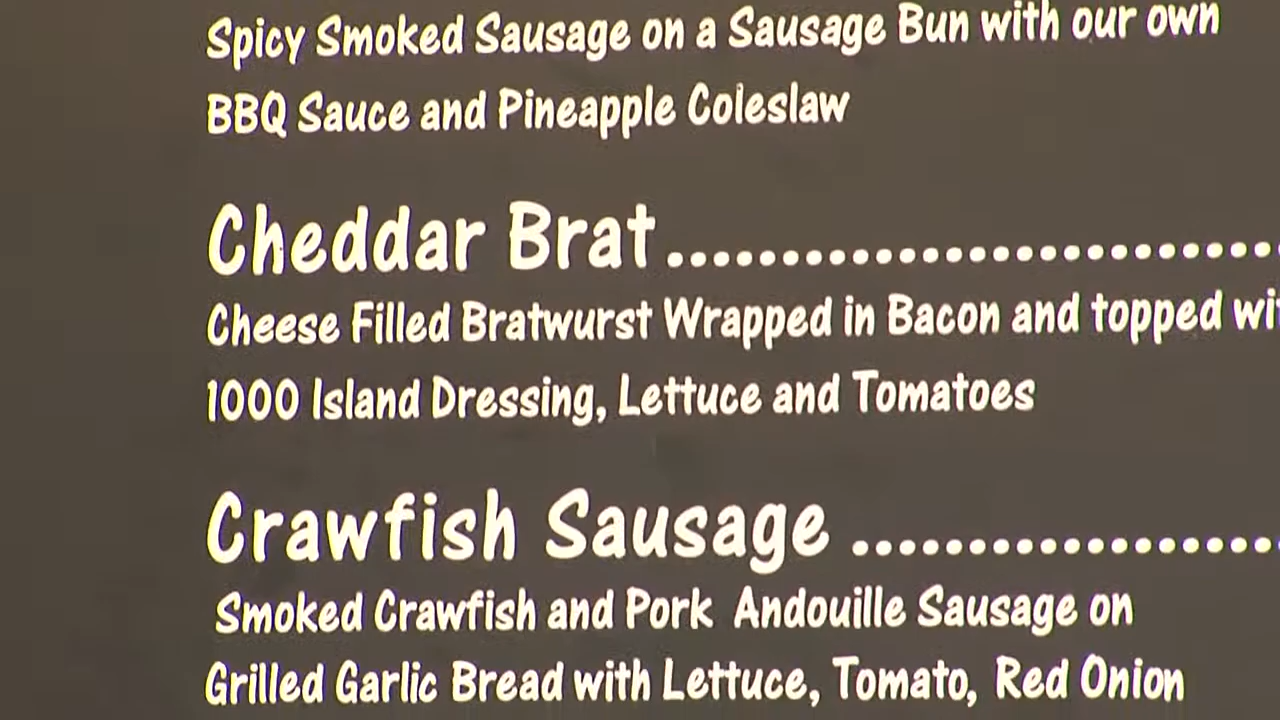 Spicy Smoked Sausage on a Sausage Bun with our own
BBQ Sauce and Pineapple Coleslaw
Cheddar Brat..........................
Cheese Filled Bratwurst Wrapped in Bacon and topped
1000 Island Dressing, Lettuce and Tomatoes
Crawfish Sausage ...................
Smoked Crawfish and Pork Andouille Sausage on
Grilled Garlic Bread with Lettuce, Tomato, Red Onion